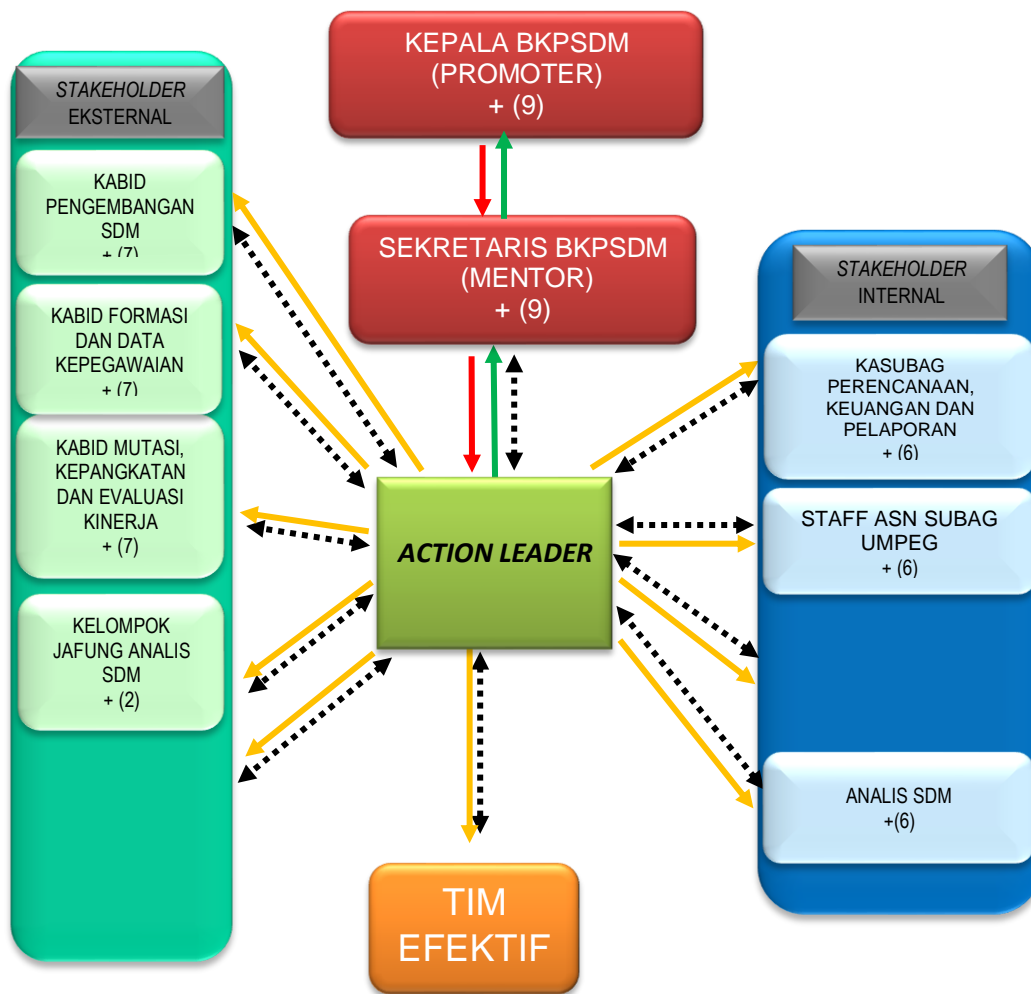 KEPALA BKPSDM
(PROMOTER)
+ (9)
SEKRETARIS BKPSDM
(MENTOR)
+ (9)
STAKEHOLDER
EKSTERNAL
KABID
PENGEMBANGAN
SDM
+ (7)
KABID FORMASI
DAN DATA
KEPEGAWAIAN
+ (7)
KABID MUTASI,
KEPANGKATAN
DAN EVALUASI
KINERJA
+ (7)
KELOMPOK
JAFUNG ANALIS
SDM
+ (2)
ACTION LEADER
STAKEHOLDER
INTERNAL
KASUBAG
PERENCANAAN,
KEUANGAN DAN
PELAPORAN
+ (6)
STAFF ASN SUBAG
UMPEG
+ (6)
ANALIS SDM
+(6)
TIM
EFEKTIF